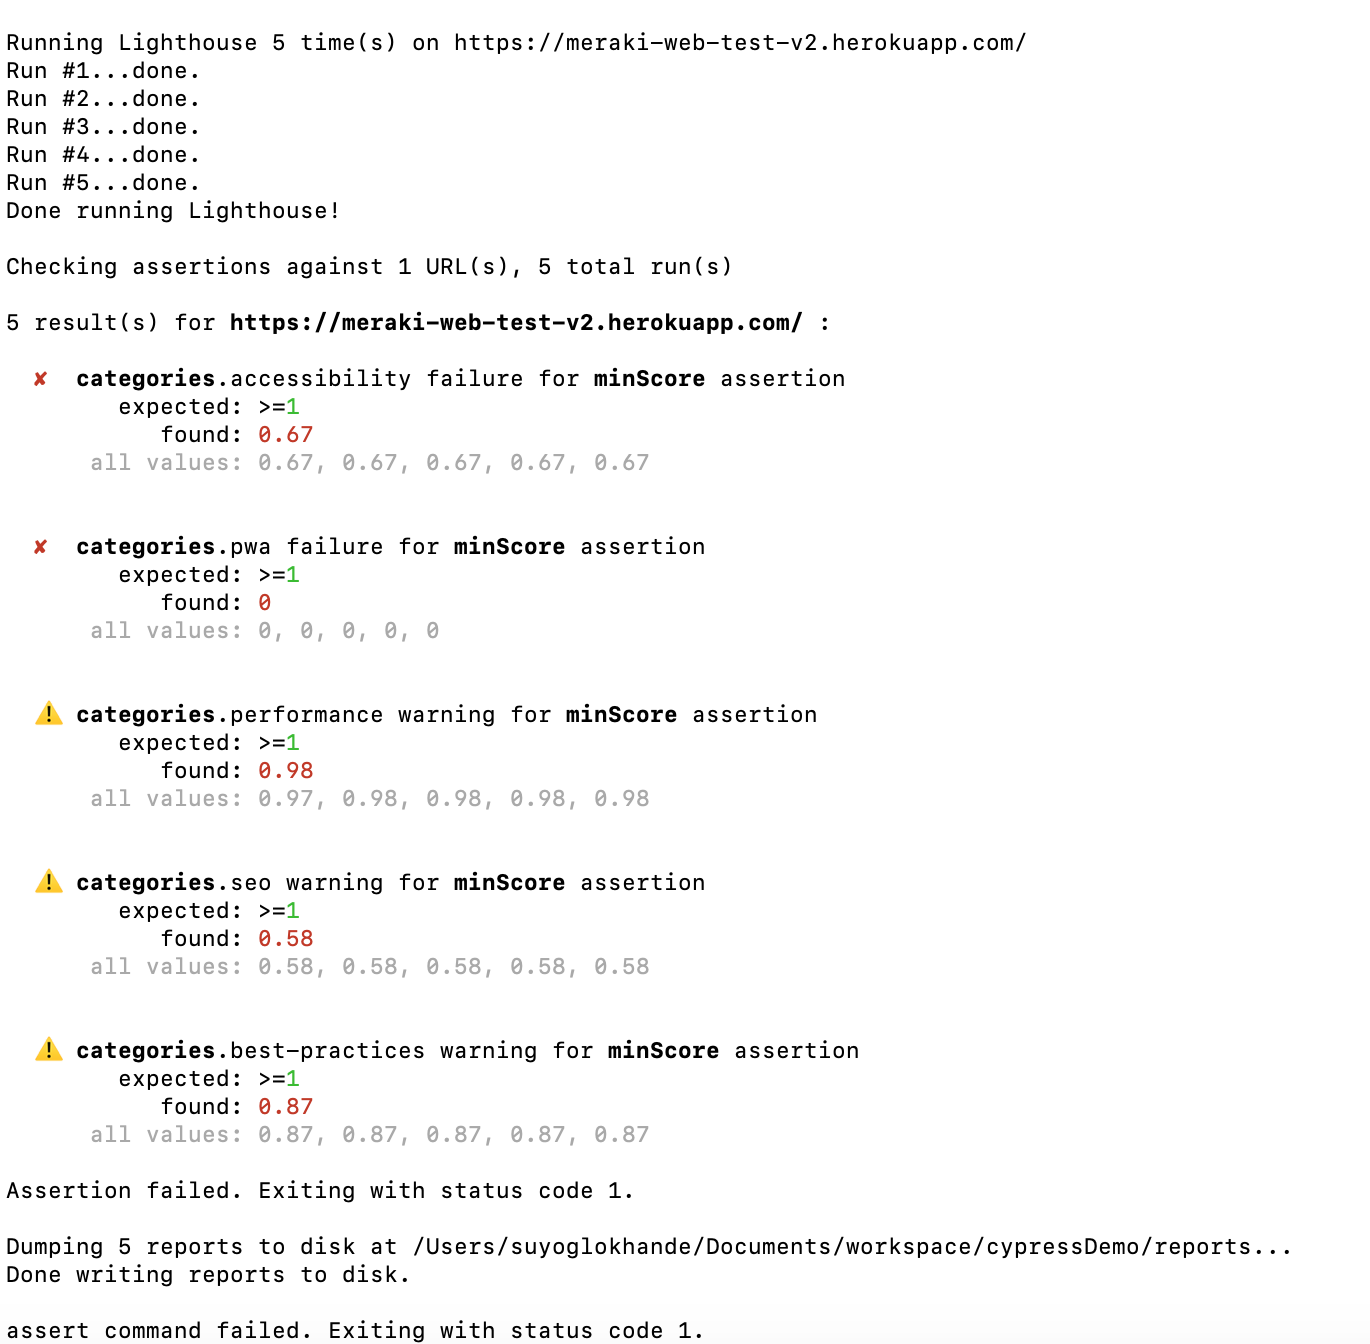 Running Lighthouse 5 time(s) on https://meraki-web-test-v2.herokuapp.com/
Run #1...done.
Run #2...done.
Run #3...done.
Run #4...done.
Run #5...done.
Done running Lighthouse!
Checking assertions against 1 URL(s), 5 total run(s)
5 result(s) for https://meraki-web-test-v2.herokuapp.com/ :
✘ categories.accessibility failure for minScore assertion
expected: >=1
found: 0.67
all values: 0.67, 0.67, 0.67, 0.67, 0.67
✘ categories.pwa failure for minScore assertion
expected: >=1
found: 0
all values: 0, 0, 0, 0, 0
⚠️ categories.performance warning for minScore assertion
expected: >=1
found: 0.98
all values: 0.97, 0.98, 0.98, 0.98, 0.98
⚠️ categories.seo warning for minScore assertion
expected: >=1
found: 0.58
all values: 0.58, 0.58, 0.58, 0.58, 0.58
⚠️ categories.best-practices warning for minScore assertion
expected: >=1
found: 0.87
all values: 0.87, 0.87, 0.87, 0.87, 0.87
Assertion failed. Exiting with status code 1.
Dumping 5 reports to disk at /Users/suyoglokhande/Documents/workspace/cypressDemo/reports...
Done writing reports to disk.
assert command failed. Exiting with status code 1.